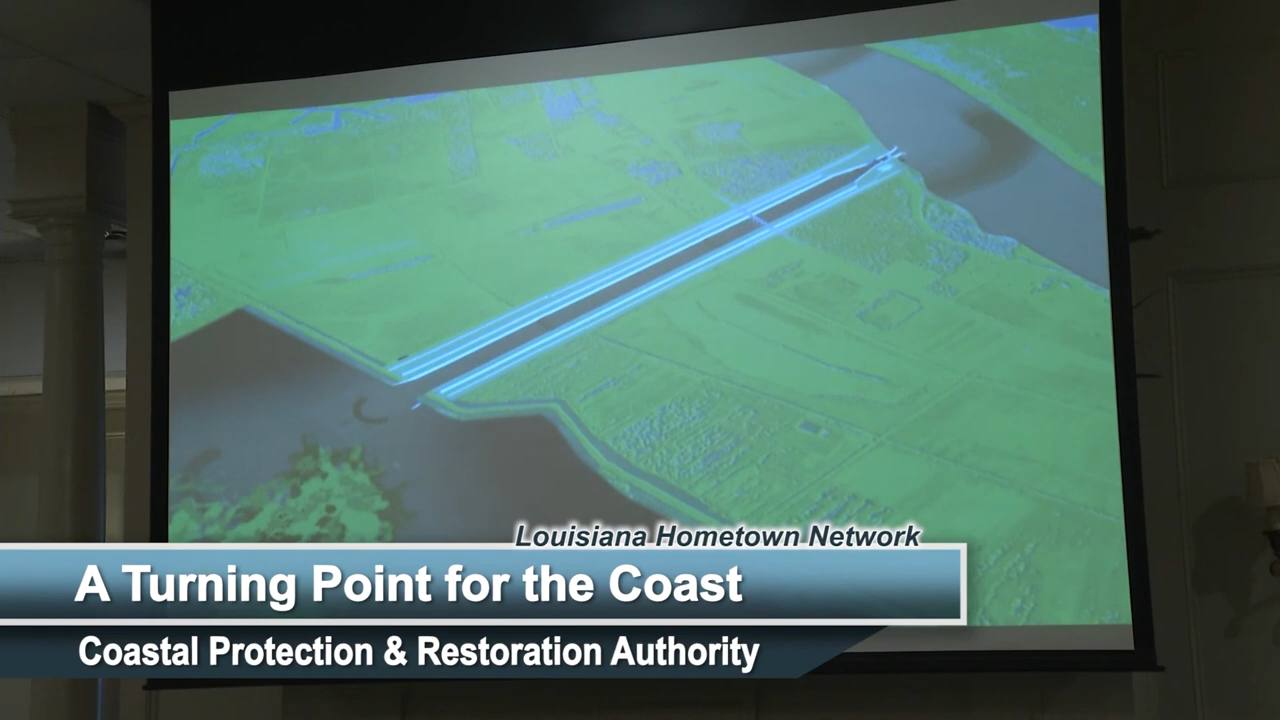 Louisiana Hometown Network
A Turning Point for the Coast
Coastal Protection & Restoration Authority